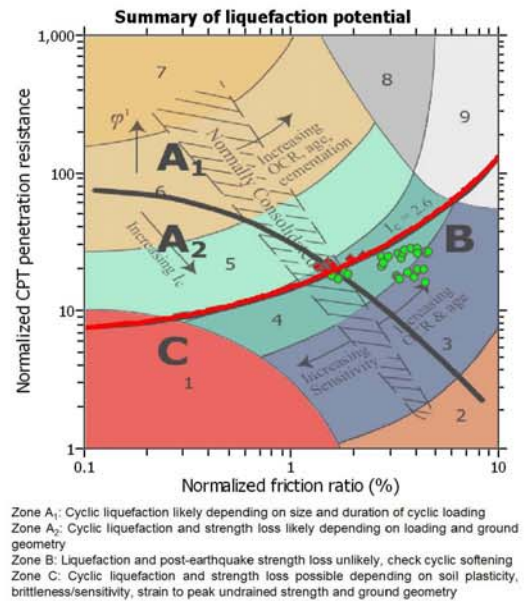 Summary of liquefaction potential
Normalized CPT penetration resistance
1,000
100
10
1
7
8
9
φ'
A1
Normally Consolidated
Increasing
OCR, age,
cementation
6
A2
Increasing Ic
5
Ic = 2.6
B
4
C
1
Increasing
OCR & age
Increasing
Sensitivity
3
2
0.1
1
10
Normalized friction ratio (%)
Zone A1: Cyclic liquefaction likely depending on size and duration of cyclic loading
Zone A2: Cyclic liquefaction and strength loss likely depending on loading and ground
geometry
Zone B: Liquefaction and post-earthquake strength loss unlikely, check cyclic softening
Zone C: Cyclic liquefaction and strength loss possible depending on soil plasticity,
brittleness/sensitivity, strain to peak undrained strength and ground geometry